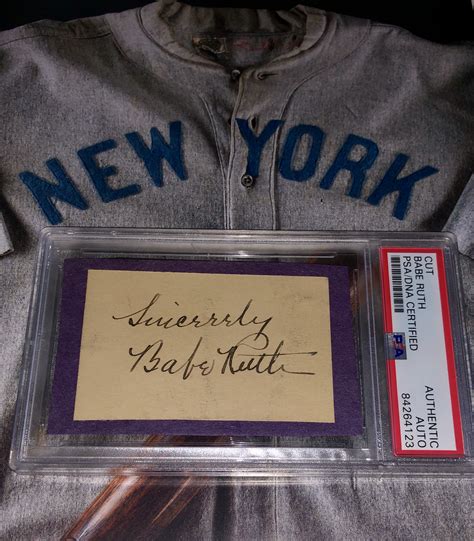 NEW YORK
Sincerely
Babe Ruth
CUT
BABE RUTH
PSA/DNA CERTIFIED
PSA
AUTHENTIC
AUTO
84264123